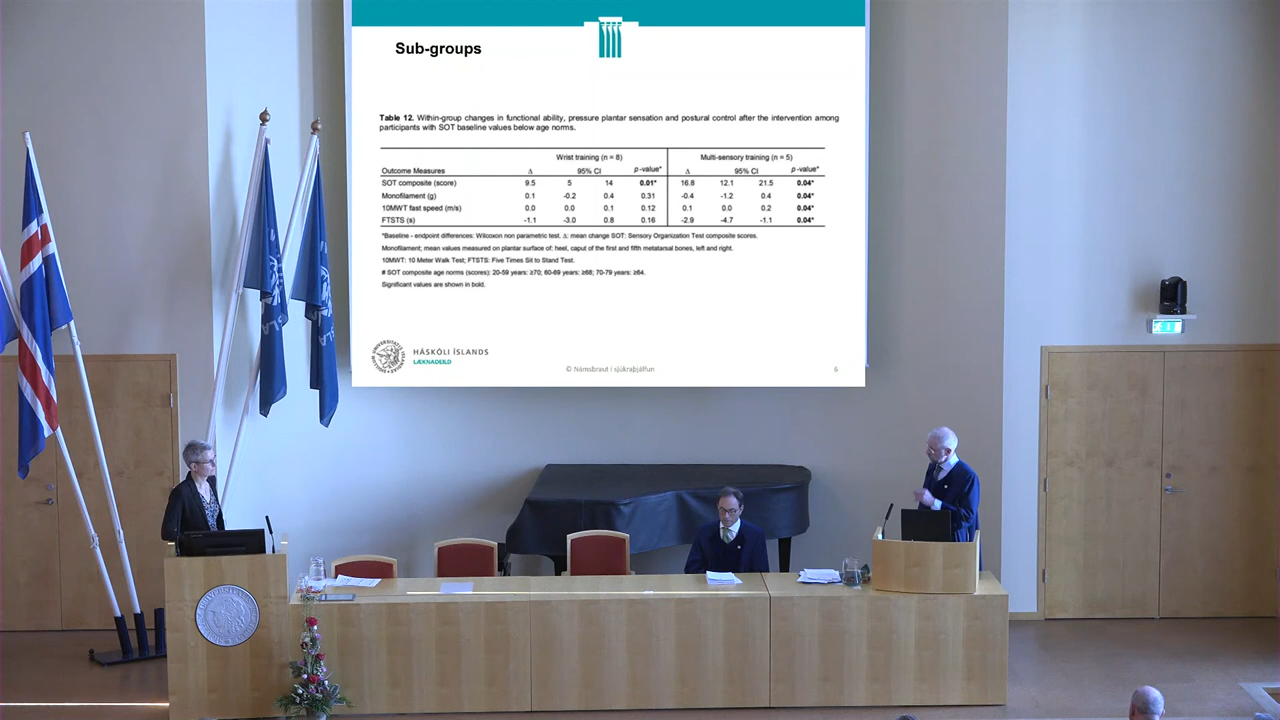 Sub-groups
Table 12. Within-group changes in functional ability, pressure plantar sensation and postural control after the intervention among
participants with SOT baseline values below age norms.
Wrist training (n = 8) Multi-sensory training (n = 5)
Outcome Measures Δ 95% CI p-value* Δ 95% CI p-value*
SOT composite (score) 9.5 5 14 0.01* 16.8 12.1 21.5 0.04*
Monofilament (g) 0.1 -0.2 0.4 0.31 -0.4 -1.2 0.4 0.04*
10MWT fast speed (m/s) 0.0 0.0 0.1 0.12 0.1 0.0 0.2 0.04*
FTSTS (s) -1.1 -3.0 0.8 0.16 -2.9 -4.7 -1.1 0.04*
*Baseline - endpoint differences: Wilcoxon non parametric test. Δ: mean change SOT: Sensory Organization Test composite scores.
Monofilament; mean values measured on plantar surface of: heel, caput of the first and fifth metatarsal bones, left and right.
10MWT: 10 Meter Walk Test; FTSTS: Five Times Sit to Stand Test.
# SOT composite age norms (scores): 20-59 years: ≥70; 60-69 years: ≥68; 70-79 years: ≥64.
Significant values are shown in bold.
HÁSKÓLI ÍSLANDS
LÆKNADEILD
© Námsbraut í sjúkraþjálfun
6